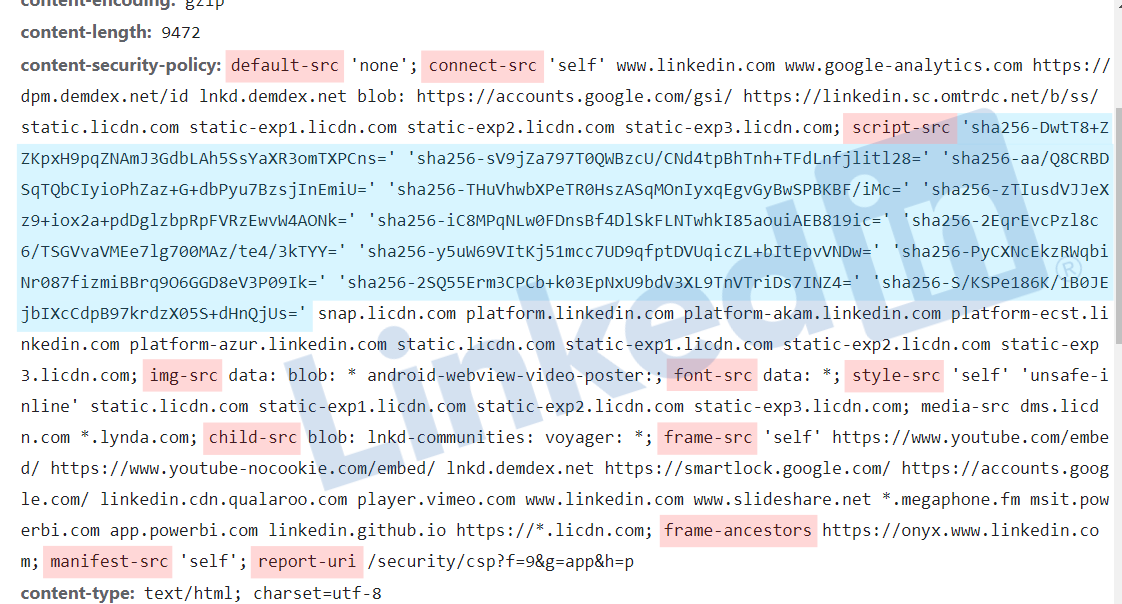 content-encoding: gzip
content-length: 9472
content-security-policy: default-src 'none'; connect-src 'self' www.linkedin.com www.google-analytics.com https://
dpm.demdex.net/id lnkd.demdex.net blob: https://accounts.google.com/gsi/ https://linkedin.sc.omtrdc.net/b/ss/
static.licdn.com static-exp1.licdn.com static-exp2.licdn.com static-exp3.licdn.com; script-src 'sha256-DwtT8+Z
ZKpxH9pqZNAmJ3GdbLAh5SsYaXR3omTXPCns=' 'sha256-sV9jZa797T0QWBzcU/CNd4tpBhTnh+TFdLnfjlitl28=' 'sha256-aa/Q8CRBD
SqTQbCIyioPhZaz+G+dbPyu7BzsjInEmiU=' 'sha256-THuVhwbXPeTR0HszASqMOnIyxqEgvGyBwSPBKBF/iMc=' 'sha256-zTIusdVJJeX
z9+iox2a+pdDglzbpRpFVRzEwvW4AONk=' 'sha256-iC8MPqNLw0FDnsBf4DlSkFLNTwhkI85aouiAEB819ic=' 'sha256-2EqrEvcPzl8c
6/TSGVvaVMEe7lg700MAz/te4/3kTYY=' 'sha256-y5uW69VItKj51mcc7UD9qfptDVUqicZL+bItEpvVNDw=' 'sha256-PyCXNcEkzRWqbi
Nr087fizmiBBrq9O6GGD8eV3P09Ik=' 'sha256-2SQ55Erm3CPCb+k03EpNxU9bdV3XL9TnVTriDs7INZ4=' 'sha256-S/KSPe186K/1B0JE
jbIXcCdpB97krdzX05S+dHnQjUs=' snap.licdn.com platform.linkedin.com platform-akam.linkedin.com platform-ecst.li
nkedin.com platform-azur.linkedin.com static.licdn.com static-exp1.licdn.com static-exp2.licdn.com static-exp
3.licdn.com; img-src data: blob: * android-webview-video-poster:; font-src data: *; style-src 'self' 'unsafe-i
nline' static.licdn.com static-exp1.licdn.com static-exp2.licdn.com static-exp3.licdn.com; media-src dms.licd
n.com *.lynda.com; child-src blob: lnkd-communities: voyager: *; frame-src 'self' https://www.youtube.com/embe
d/ https://www.youtube-nocookie.com/embed/ lnkd.demdex.net https://smartlock.google.com/ https://accounts.goog
le.com/ linkedin.cdn.qualaroo.com player.vimeo.com www.linkedin.com www.slideshare.net *.megaphone.fm msit.pow
erbi.com app.powerbi.com linkedin.github.io https://*.licdn.com; frame-ancestors https://onyx.www.linkedin.co
m; manifest-src 'self'; report-uri /security/csp?f=9&g=app&h=p
content-type: text/html; charset=utf-8
Linkedin®